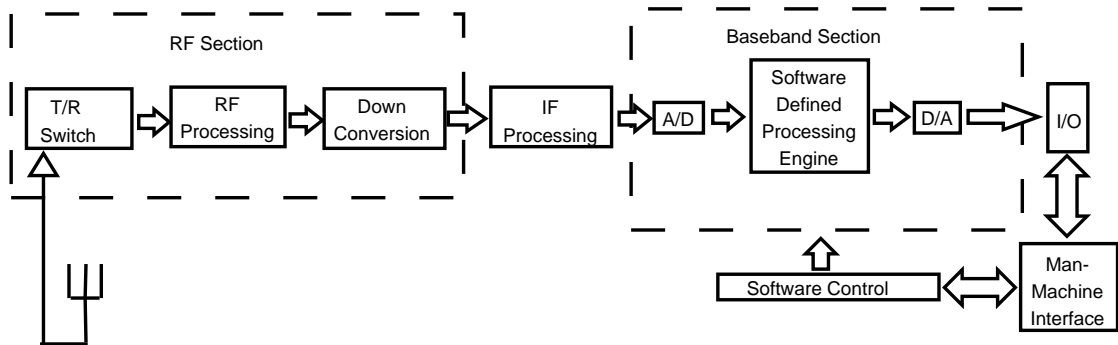 RF Section
T/R
Switch
RF
Processing
Down
Conversion
IF
Processing
Baseband Section
A/D
Software
Defined
Processing
Engine
D/A
I/O
Software Control
Man-
Machine
Interface